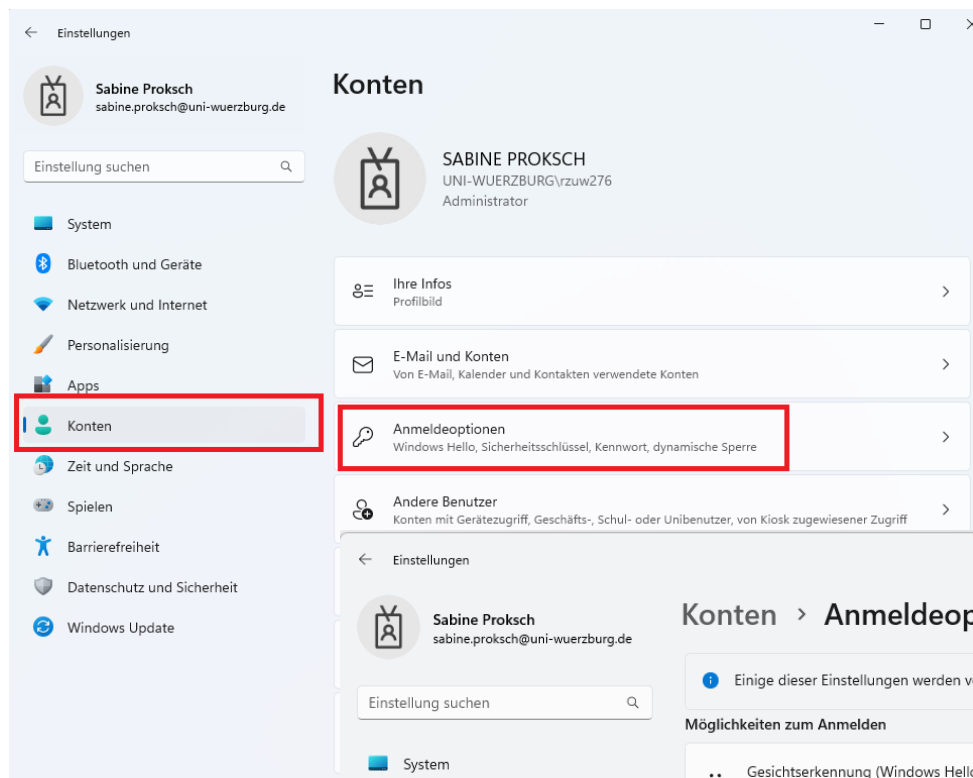 Einstellungen
Sabine Proksch
sabine.proksch@uni-wuerzburg.de
Einstellung suchen
System
Bluetooth und Geräte
Netzwerk und Internet
Personalisierung
Apps
Konten
Zeit und Sprache
Spielen
Barrierefreiheit
Datenschutz und Sicherheit
Windows Update
Konten
SABINE PROKSCH
UNI-WUERZBURG\rzuw276
Administrator
Ihre Infos
Profilbild
E-Mail und Konten
Von E-Mail, Kalender und Kontakten verwendete Konten
Anmeldeoptionen
Windows Hello, Sicherheitsschlüssel, Kennwort, dynamische Sperre
Andere Benutzer
Konten mit Gerätezugriff, Geschäfts-, Schul- oder Unibenutzer, von Kiosk zugewiesener Zugriff
Einstellungen
Sabine Proksch
sabine.proksch@uni-wuerzburg.de
Einstellung suchen
System
Konten > Anmeldeop
Einige dieser Einstellungen werden v
Möglichkeiten zum Anmelden
Gesichtserkennung (Windows Hello